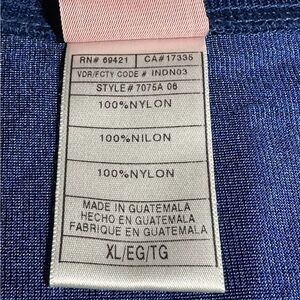 RN# 69421 CA#17335
VDR/FCTY CODE # INDN03
STYLE# 7075A 06
100%NYLON
100%NILON
100%NYLON
MADE IN GUATEMALA
HECHO EN GUATEMALA
FABRIQUE EN GUATEMALA
XL/EG/TG